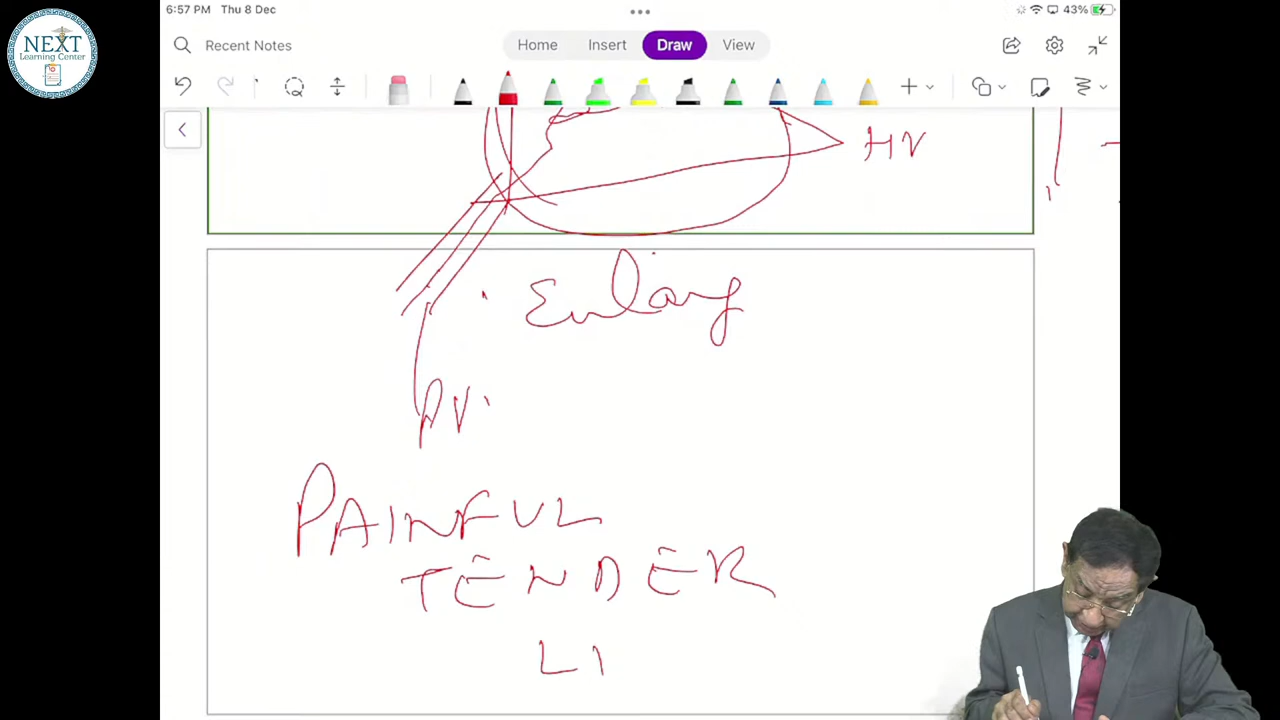 6:57 PM Thu 8 Dec
43%
NEXT
Learning Center
Recent Notes
Home Insert Draw View
HV
Enlarg
PV
PAINFUL
TENDER
LI